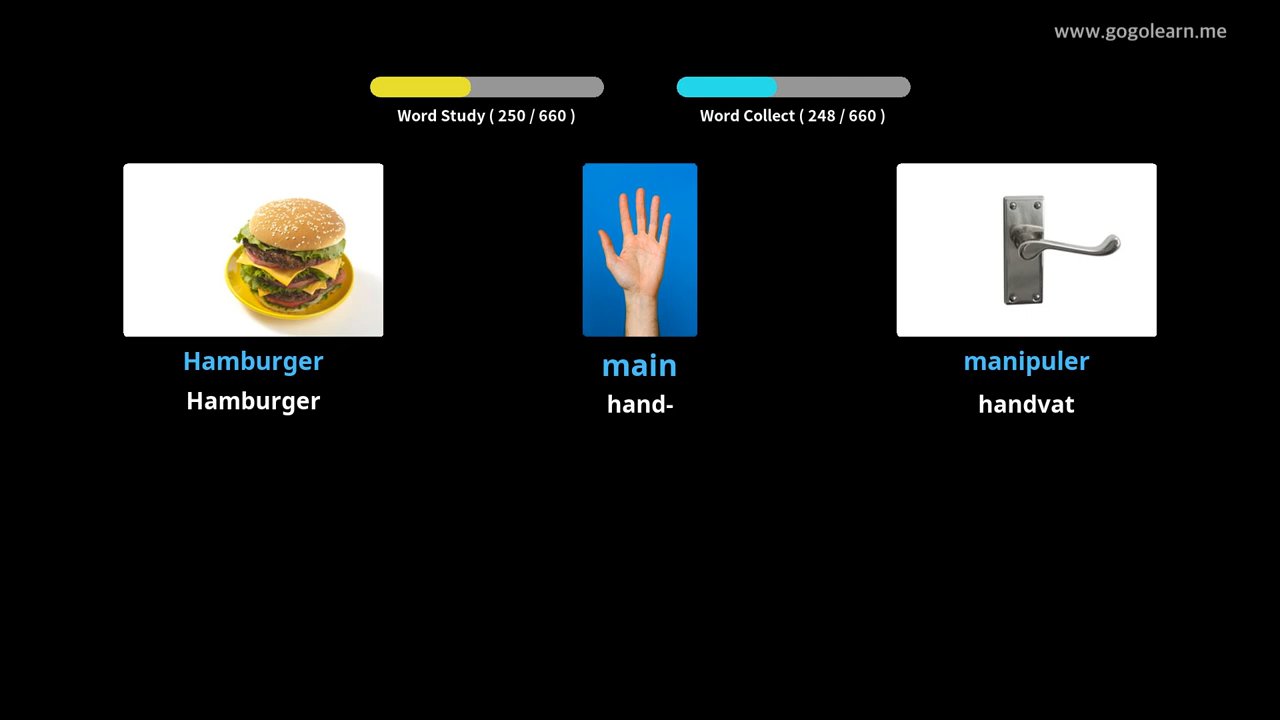 www.gogolearn.me
Word Study ( 250 / 660 )
Word Collect ( 248 / 660 )
Hamburger
Hamburger
main
hand-
manipuler
handvat